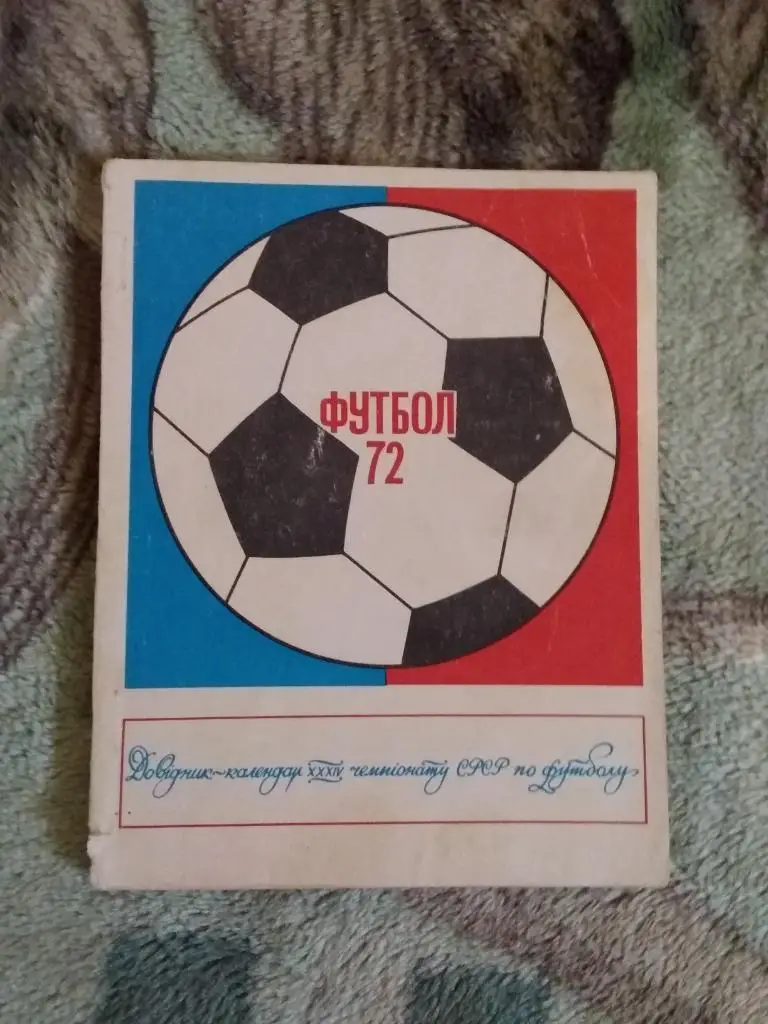 ФУТБОЛ
72
Довідник-календар XXXIV чемпіонату СРСР по футболу